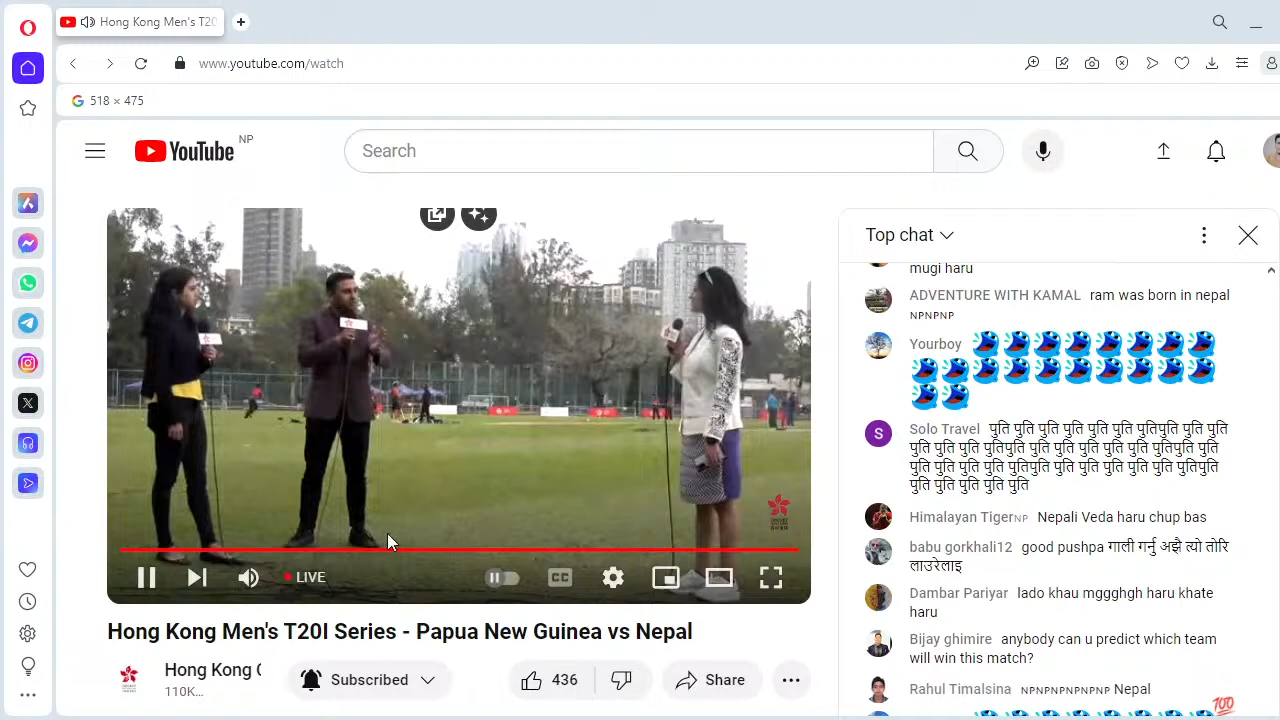 Hong Kong Men's T20
www.youtube.com/watch
518 × 475
YouTube NP
Search
Top chat
mugi haru
ADVENTURE WITH KAMAL ram was born in nepal
NPNPNP
Yourboy
Solo Travel पुति पुति पुति पुति पुति पुति पुतिपुति पुति पुति
पुति पुति पुति पुतिपुति पुति पुति पुति पुति पुतिपुति पुति
पुति पुति पुति पुतिपुति पुति पुति पुति पुति पुति पुतिपुति
पुति पुति पुति पुति पुति
Himalayan TigerNP Nepali Veda haru chup bas
babu gorkhali12 good pushpa गाली गर्नु अझै त्यो तोरि
लाउरेलाइ
Dambar Pariyar lado khau mggghgh haru khate
haru
Bijay ghimire anybody can u predict which team
will win this match?
Rahul Timalsina NPNPNPNPNPNP Nepal
100
LIVE
CC
Hong Kong Men's T20I Series - Papua New Guinea vs Nepal
Hong Kong C
110K...
Subscribed
436
Share